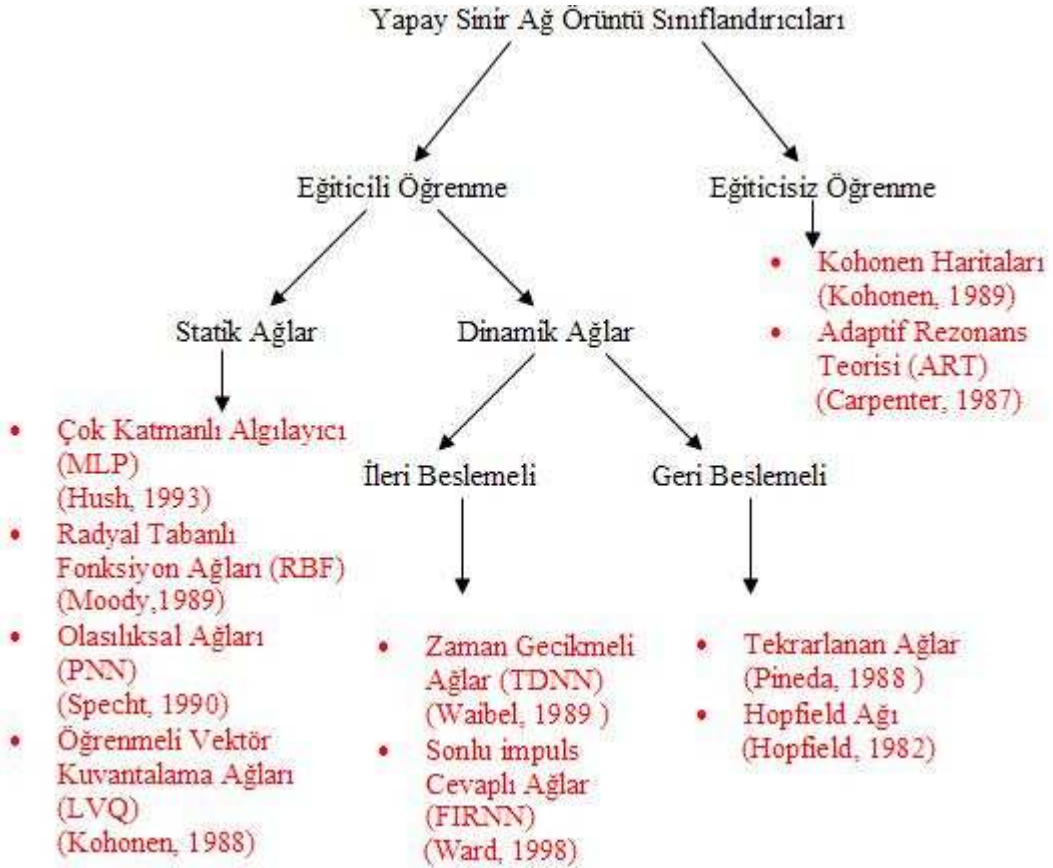 Yapay Sinir Ağ Örüntü Sınıflandırıcıları
Eğiticili Öğrenme
Eğiticisiz Öğrenme
• Kohonen Haritaları
(Kohonen, 1989)
• Adaptif Rezonans
Teorisi (ART)
(Carpenter, 1987)
Statik Ağlar
Dinamik Ağlar
• Çok Katmanlı Algılayıcı
(MLP)
(Hush, 1993)
• Radyal Tabanlı
Fonksiyon Ağları (RBF)
(Moody,1989)
• Olasılıksal Ağları
(PNN)
(Specht, 1990)
• Öğrenmeli Vektör
Kuvantalama Ağları
(LVQ)
(Kohonen, 1988)
İleri Beslemeli
Geri Beslemeli
• Zaman Gecikmeli
Ağlar (TDNN)
(Waibel, 1989 )
• Sonlu impuls
Cevaplı Ağlar
(FIRNN)
(Ward, 1998)
• Tekrarlanan Ağlar
(Pineda, 1988 )
• Hopfield Ağı
(Hopfield, 1982)